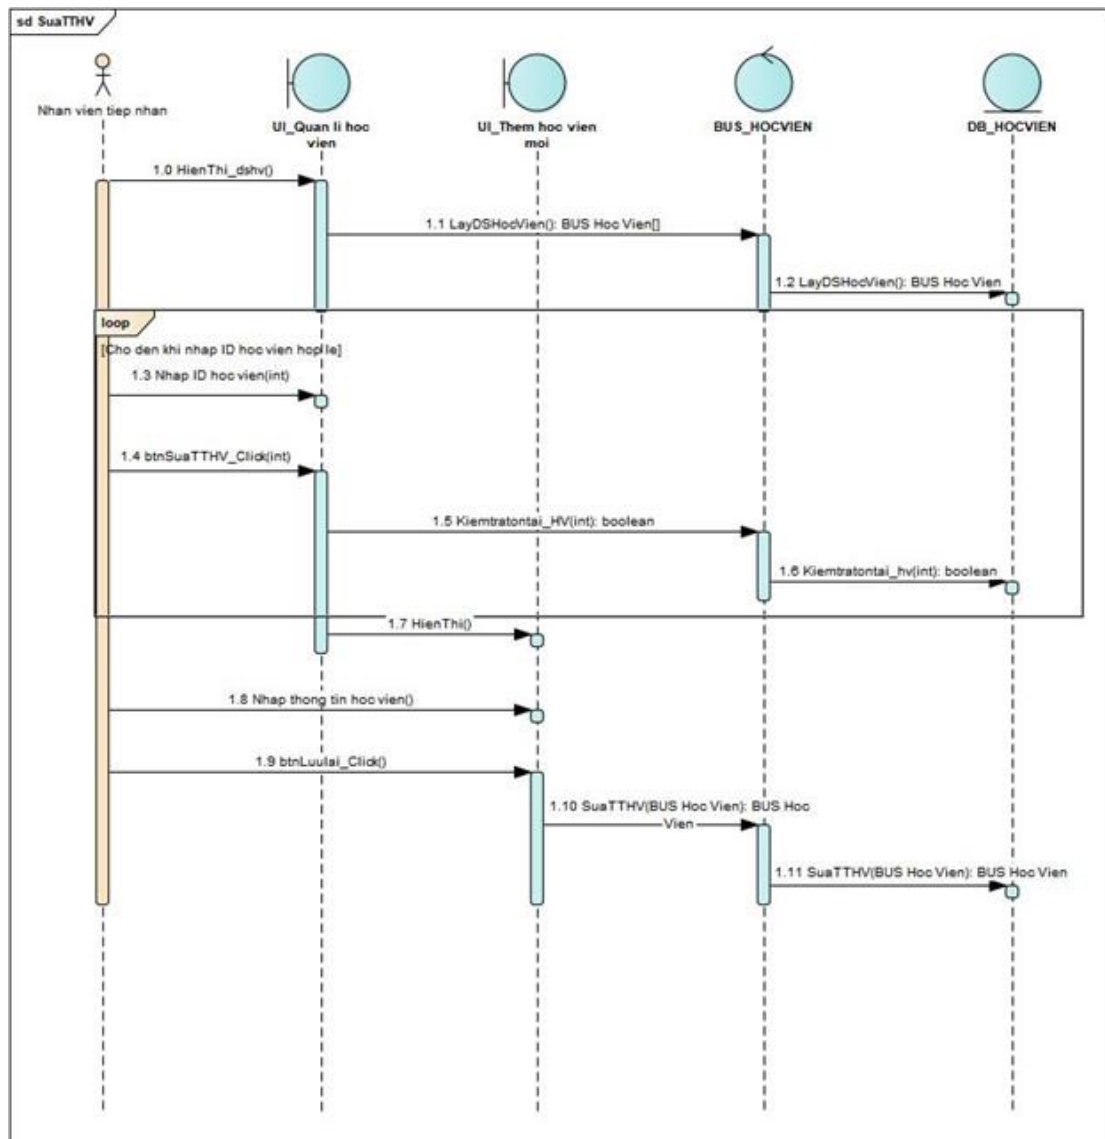 sd SuaTTHV
Nhan vien tiep nhan
UI_Quan li hoc
vien
UI_Them hoc vien
moi
BUS_HOCVIEN
DB_HOCVIEN
1.0 HienThi_dshv()
1.1 LayDSHocVien(): BUS Hoc Vien[]
1.2 LayDSHocVien(): BUS Hoc Vien
loop
[Cho den khi nhap ID hoc vien hop le]
1.3 Nhap ID hoc vien(int)
1.4 btnSuaTTHV_Click(int)
1.5 Kiemtratontai_HV(int): boolean
1.6 Kiemtratontai_hv(int): boolean
1.7 HienThi()
1.8 Nhap thong tin hoc vien()
1.9 btnLuulai_Click()
1.10 SuaTTHV(BUS Hoc Vien): BUS Hoc
Vien
1.11 SuaTTHV(BUS Hoc Vien): BUS Hoc Vien